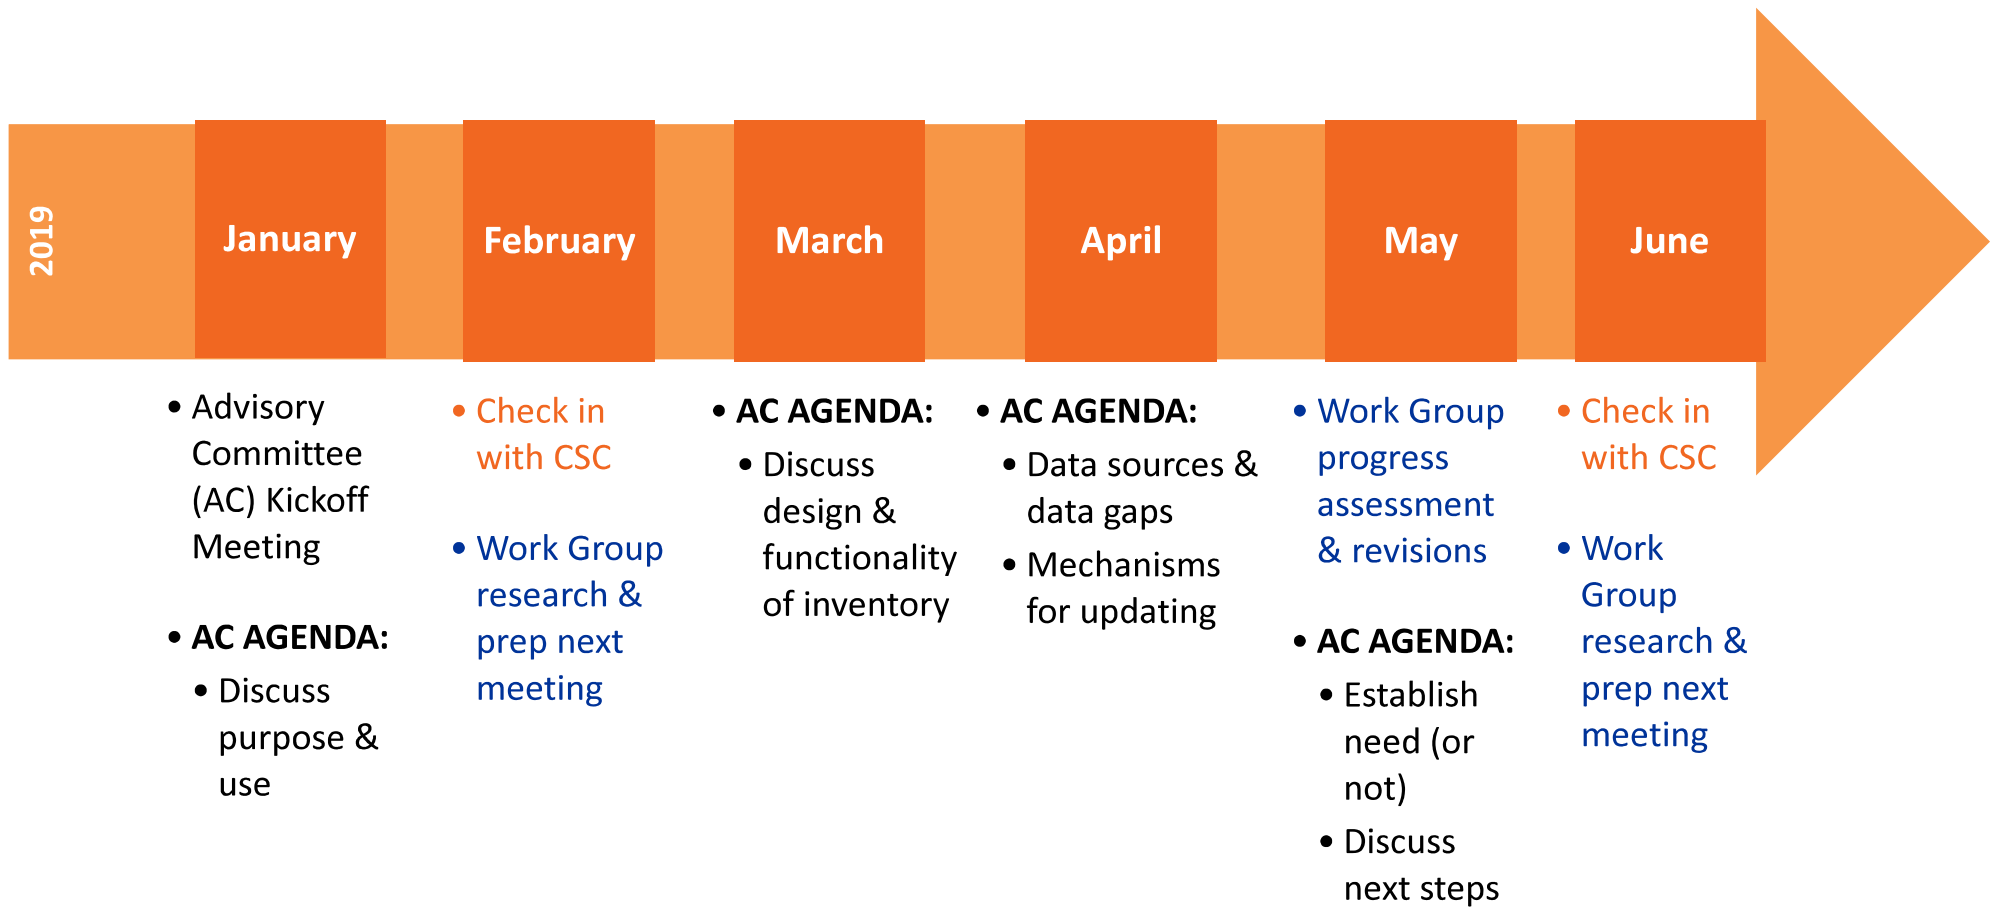 2019
January
February
March
April
May
June
• Advisory
Committee
(AC) Kickoff
Meeting
• AC AGENDA:
• Discuss
purpose &
use
• Check in
with CSC
• Work Group
research &
prep next
meeting
• AC AGENDA:
• Discuss
design &
functionality
of inventory
• AC AGENDA:
• Data sources &
data gaps
• Mechanisms
for updating
• Work Group
progress
assessment
& revisions
• AC AGENDA:
• Establish
need (or
not)
• Discuss
next steps
• Check in
with CSC
• Work
Group
research &
prep next
meeting